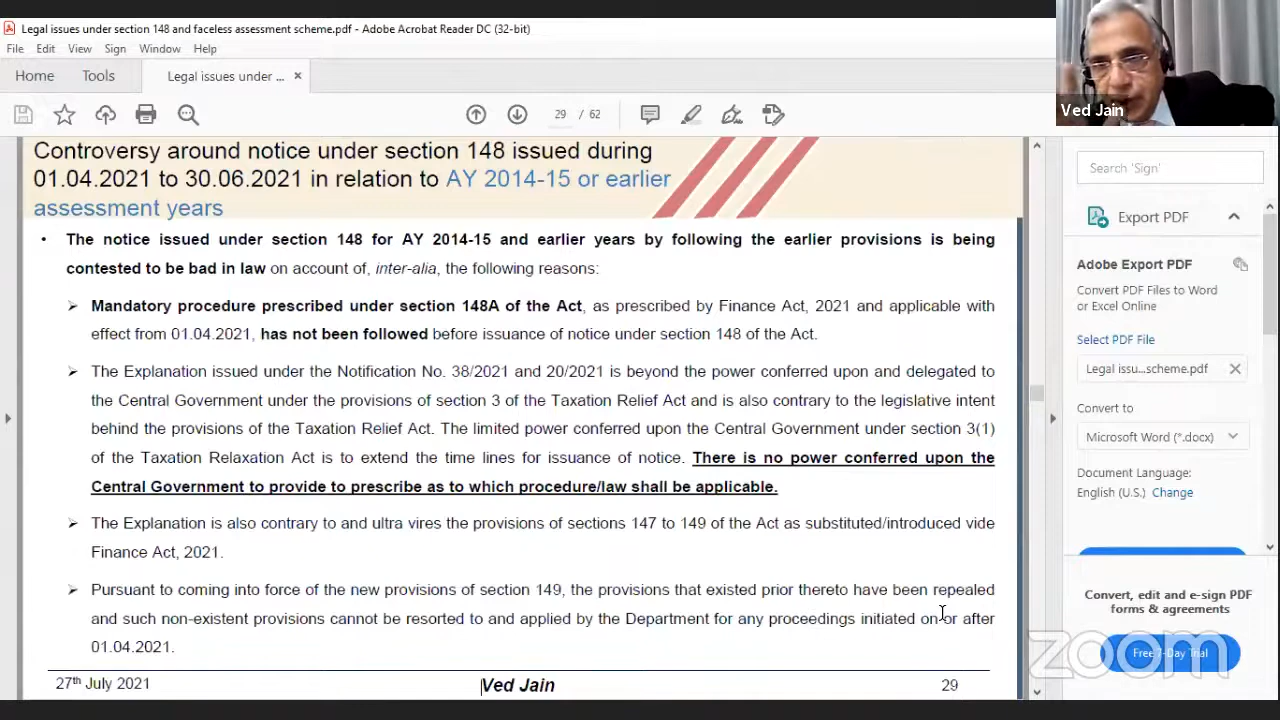 Legal issues under section 148 and faceless assessment scheme.pdf - Adobe Acrobat Reader DC (32-bit)
File Edit View Sign Window Help
Home Tools Legal issues under ... ×
29 / 62
Ved Jain
Controversy around notice under section 148 issued during
01.04.2021 to 30.06.2021 in relation to AY 2014-15 or earlier
assessment years
• The notice issued under section 148 for AY 2014-15 and earlier years by following the earlier provisions is being
contested to be bad in law on account of, inter-alia, the following reasons:
➢ Mandatory procedure prescribed under section 148A of the Act, as prescribed by Finance Act, 2021 and applicable with
effect from 01.04.2021, has not been followed before issuance of notice under section 148 of the Act.
➢ The Explanation issued under the Notification No. 38/2021 and 20/2021 is beyond the power conferred upon and delegated to
the Central Government under the provisions of section 3 of the Taxation Relief Act and is also contrary to the legislative intent
behind the provisions of the Taxation Relief Act. The limited power conferred upon the Central Government under section 3(1)
of the Taxation Relaxation Act is to extend the time lines for issuance of notice. There is no power conferred upon the
Central Government to provide to prescribe as to which procedure/law shall be applicable.
➢ The Explanation is also contrary to and ultra vires the provisions of sections 147 to 149 of the Act as substituted/introduced vide
Finance Act, 2021.
➢ Pursuant to coming into force of the new provisions of section 149, the provisions that existed prior thereto have been repealed
and such non-existent provisions cannot be resorted to and applied by the Department for any proceedings initiated on or after
01.04.2021.
27th July 2021 Ved Jain 29
Search 'Sign'
Export PDF
Adobe Export PDF
Convert PDF Files to Word
or Excel Online
Select PDF File
Legal issu...scheme.pdf ×
Convert to
Microsoft Word (*.docx)
Document Language:
English (U.S.) Change
Convert, edit and e-sign PDF
forms & agreements
Free 7-Day Trial
zoom